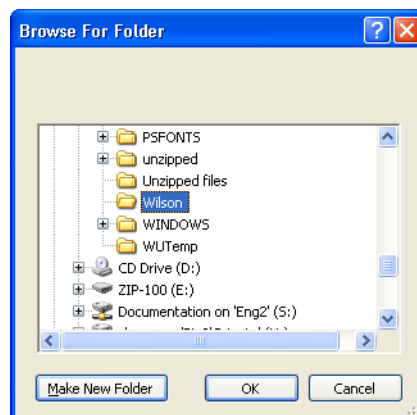 Browse For Folder
PSFONTS
unzipped
Unzipped files
Wilson
WINDOWS
WUTemp
CD Drive (D:)
ZIP-100 (E:)
Documentation on 'Eng2' (S:)
Make New Folder OK Cancel